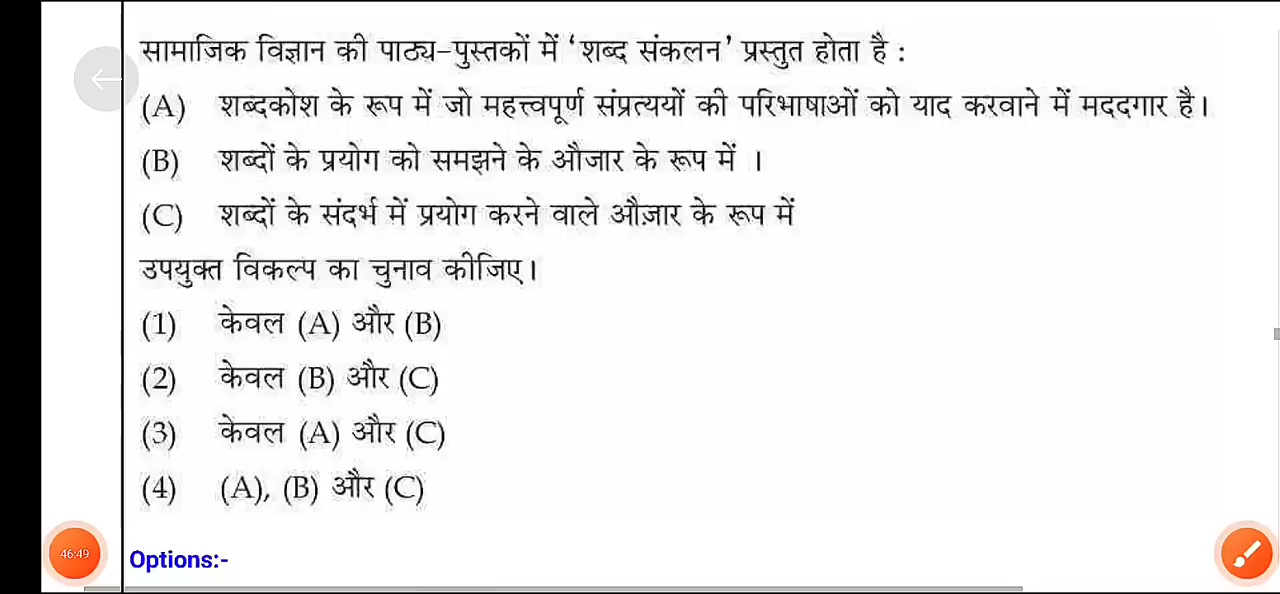 सामाजिक विज्ञान की पाठ्य-पुस्तकों में ‘शब्द संकलन’ प्रस्तुत होता है :
(A) शब्दकोश के रूप में जो महत्त्वपूर्ण संप्रत्ययों की परिभाषाओं को याद करवाने में मददगार है।
(B) शब्दों के प्रयोग को समझने के औजार के रूप में ।
(C) शब्दों के संदर्भ में प्रयोग करने वाले औज़ार के रूप में
उपयुक्त विकल्प का चुनाव कीजिए।
(1) केवल (A) और (B)
(2) केवल (B) और (C)
(3) केवल (A) और (C)
(4) (A), (B) और (C)
46:49
Options:-